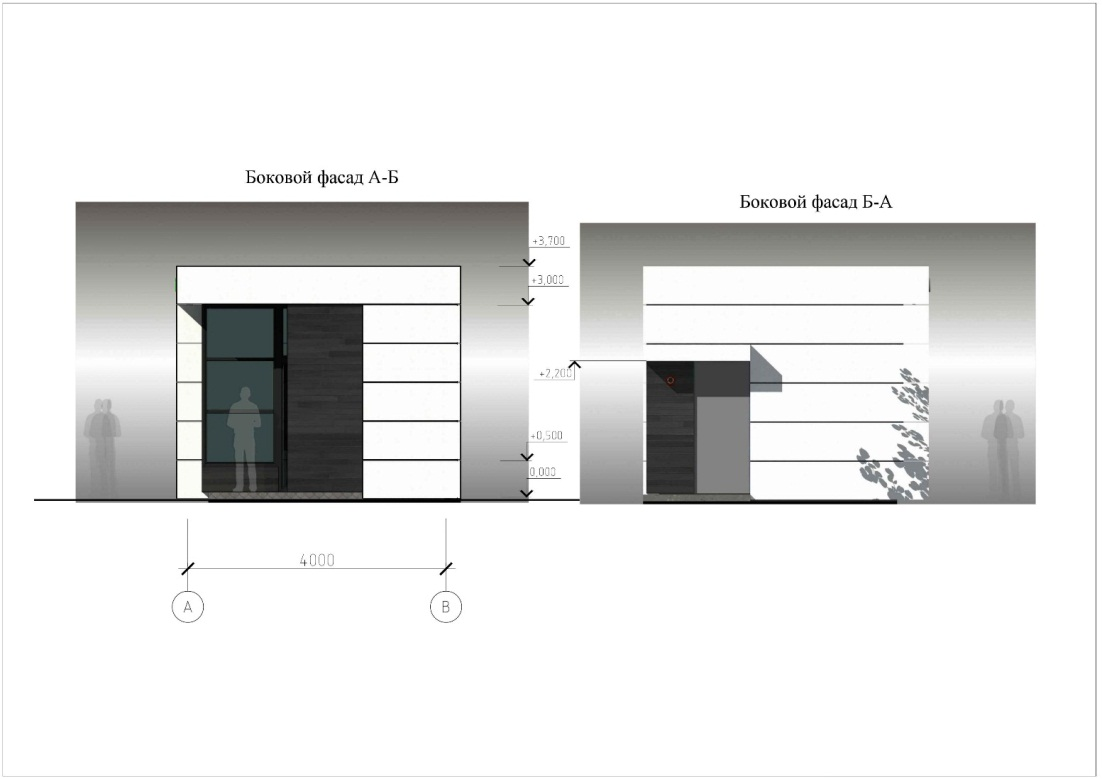 Боковой фасад А-Б
Боковой фасад Б-А
+3,700
+3,000
+2,200
+0,500
0,000
4000
А
В